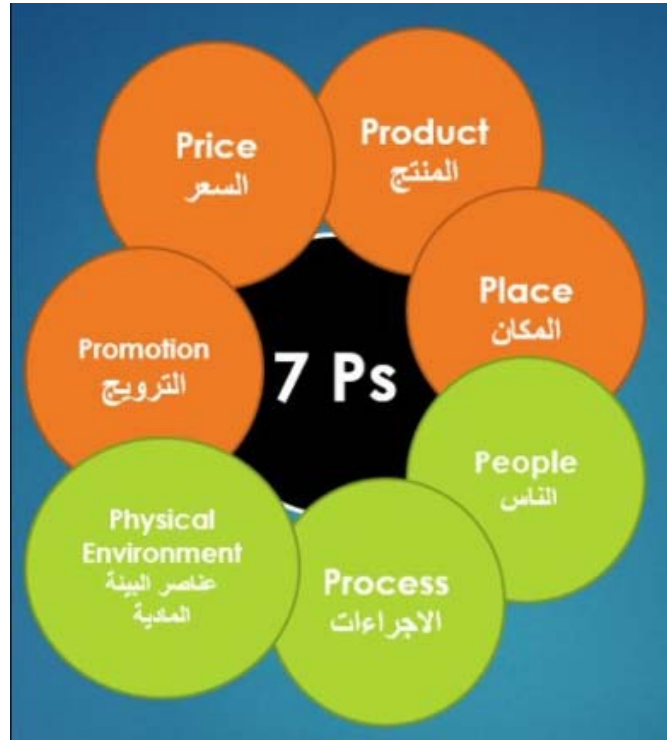 Price
السعر
Product
المنتج
Place
المكان
Promotion
الترويج
7 Ps
People
الناس
Physical
Environment
عناصر البيئة
المادية
Process
الاجراءات